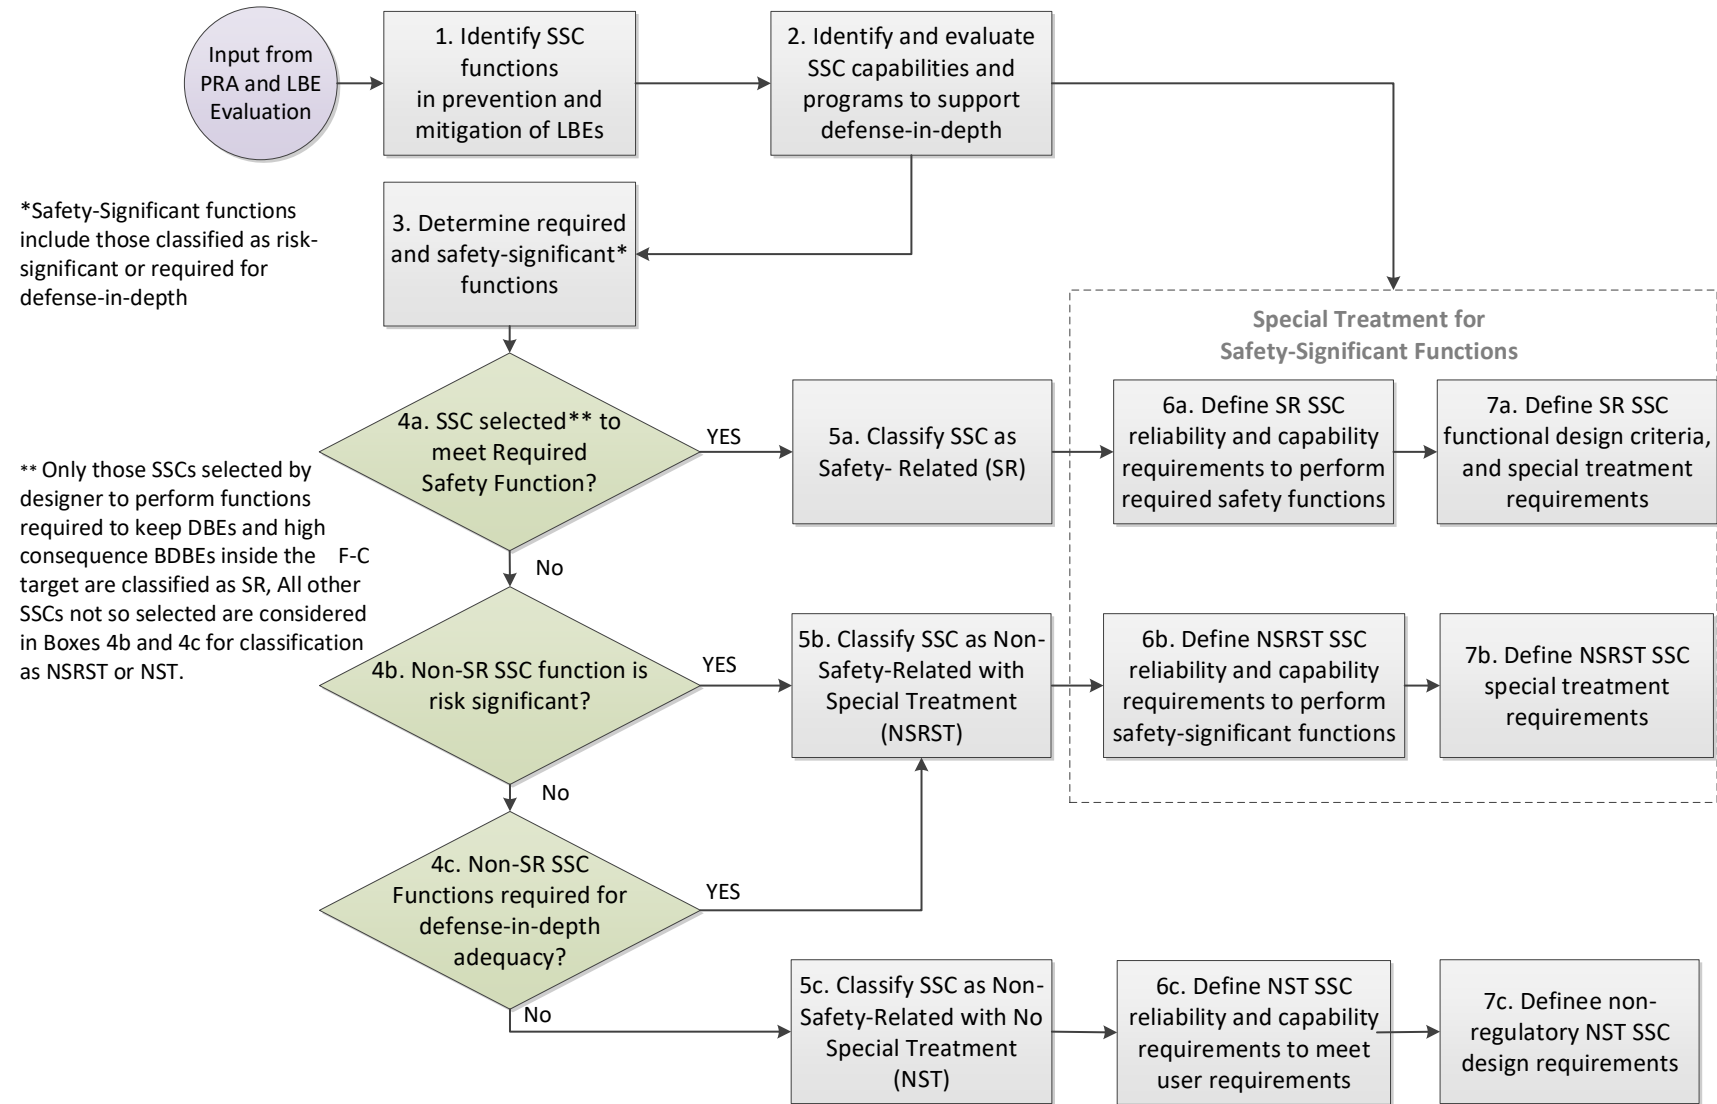 Input from
PRA and LBE
Evaluation
1. Identify SSC
functions
in prevention and
mitigation of LBEs
2. Identify and evaluate
SSC capabilities and
programs to support
defense-in-depth
*Safety-Significant functions
include those classified as risk-
significant or required for
defense-in-depth
3. Determine required
and safety-significant*
functions
Special Treatment for
Safety-Significant Functions
4a. SSC selected** to
meet Required
Safety Function?
YES
5a. Classify SSC as
Safety- Related (SR)
6a. Define SR SSC
reliability and capability
requirements to perform
required safety functions
7a. Define SR SSC
functional design criteria,
and special treatment
requirements
** Only those SSCs selected by
designer to perform functions
required to keep DBEs and high
consequence BDBEs inside the F-C
target are classified as SR, All other
SSCs not so selected are considered
in Boxes 4b and 4c for classification
as NSRST or NST.
No
4b. Non-SR SSC function is
risk significant?
YES
5b. Classify SSC as Non-
Safety-Related with
Special Treatment
(NSRST)
6b. Define NSRST SSC
reliability and capability
requirements to perform
safety-significant functions
7b. Define NSRST SSC
special treatment
requirements
No
4c. Non-SR SSC
Functions required for
defense-in-depth
adequacy?
YES
No
5c. Classify SSC as Non-
Safety-Related with No
Special Treatment
(NST)
6c. Define NST SSC
reliability and capability
requirements to meet
user requirements
7c. Definee non-
regulatory NST SSC
design requirements